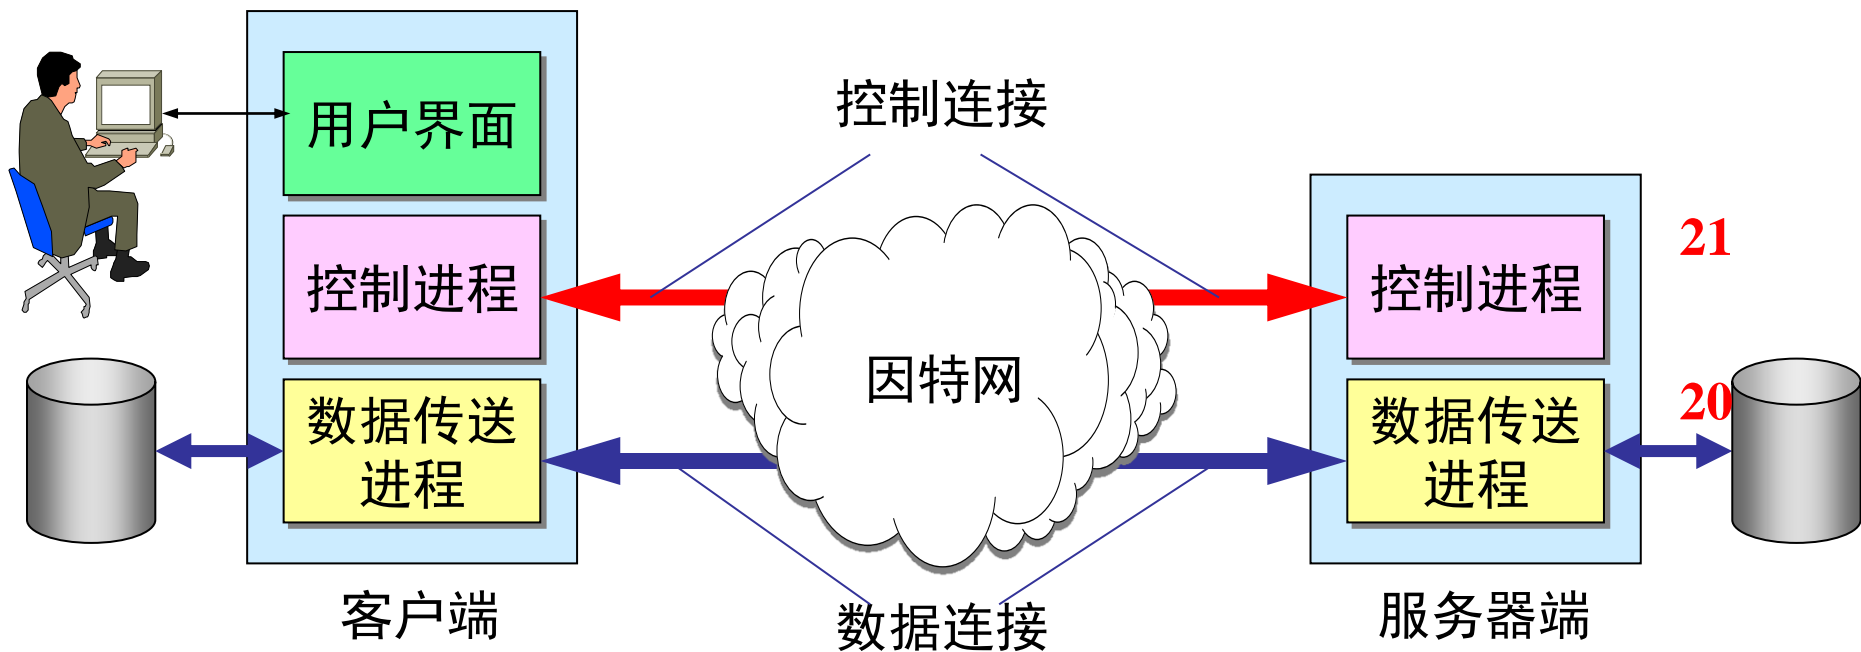 控制连接
用户界面
控制进程
控制进程
21
因特网
数据传送
进程
数据传送
进程
20
客户端
数据连接
服务器端